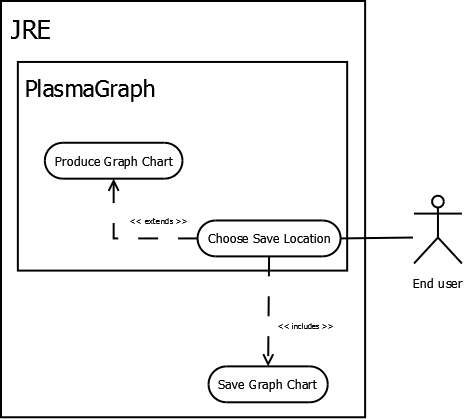 JRE
PlasmaGraph
Produce Graph Chart
<< extends >>
Choose Save Location
End user
<< includes >>
Save Graph Chart